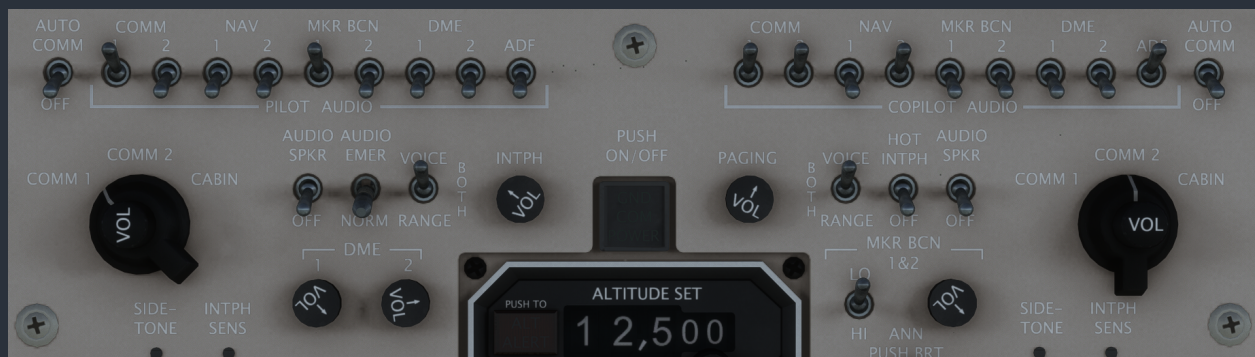 AUTO COMM
COMM
NAV
MKR BCN
DME
1 2 1 2 1 2 1 2 ADF
OFF
PILOT AUDIO
COMM
NAV
MKR BCN
DME
AUTO COMM
1 2 1 2 1 2 1 2 ADF
COPILOT AUDIO
OFF
COMM 1
COMM 2
CABIN
VOL
AUDIO SPKR
OFF
AUDIO EMER
NORM
VOICE
BOTH
RANGE
INTPH
VOL
PUSH
ON/OFF
PAGING
VOL
BOTH
VOICE
RANGE
HOT INTPH
OFF
AUDIO SPKR
OFF
COMM 1
COMM 2
CABIN
VOL
DME
1 2
VOL
VOL
MKR BCN
1&2
LO
HI
VOL
SIDE-
TONE
INTPH
SENS
PUSH TO
ALTITUDE SET
12,500
ANN
PUSH BRT
SIDE-
TONE
INTPH
SENS